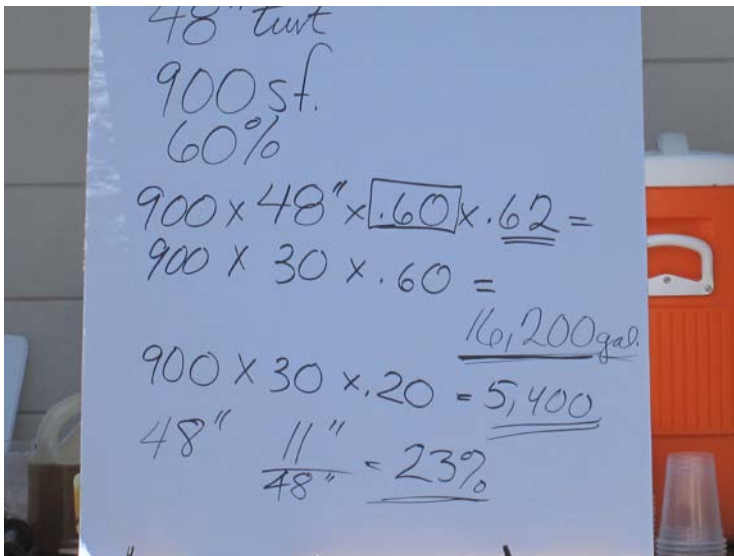 48" turf
900 sf.
60%
900 x 48" x .60 x .62 =
900 x 30 x .60 =
16,200 gal.
900 x 30 x .20 = 5,400
48" 11"/48" = 23%